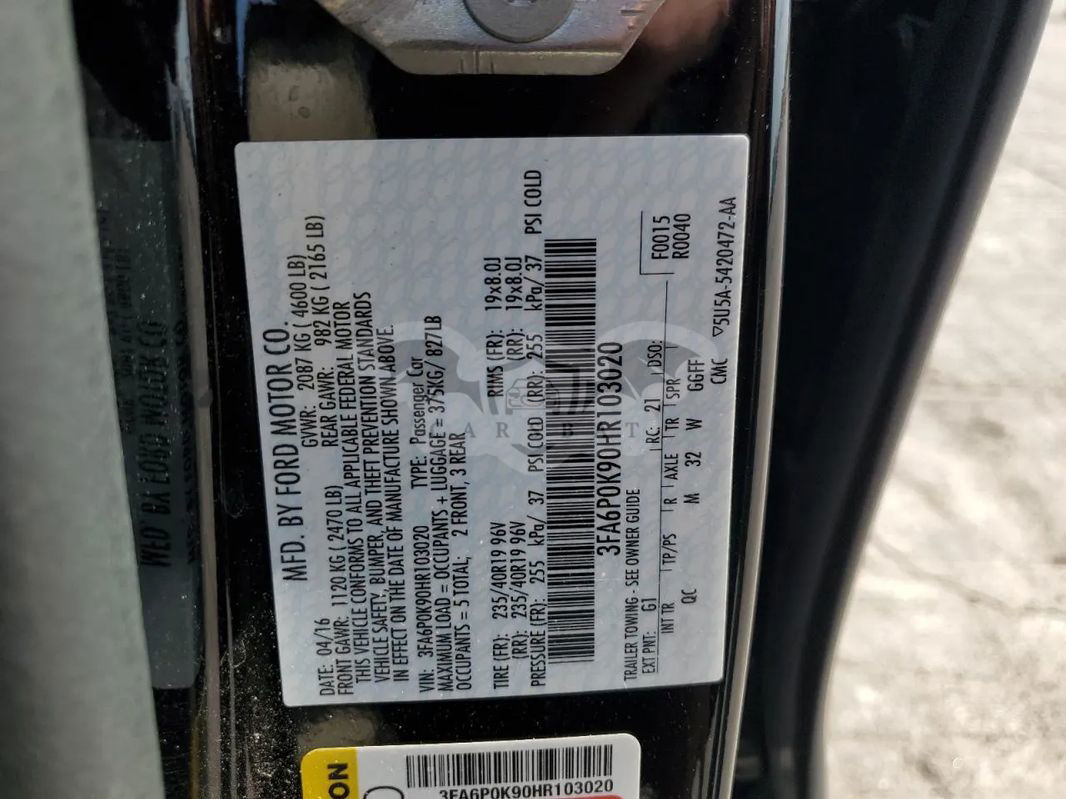 MFD. BY FORD MOTOR CO.
DATE: 04/16 GVWR: 2087 KG ( 4600 LB)
FRONT GAWR: 1120 KG ( 2470 LB) REAR GAWR: 982 KG ( 2165 LB)
THIS VEHICLE CONFORMS TO ALL APPLICABLE FEDERAL MOTOR
VEHICLE SAFETY, BUMPER, AND THEFT PREVENTION STANDARDS
IN EFFECT ON THE DATE OF MANUFACTURE SHOWN ABOVE.
VIN: 3FA6P0K90HR103020 TYPE: Passenger Car
MAXIMUM LOAD = OCCUPANTS + LUGGAGE = 375KG/ 827LB
OCCUPANTS = 5 TOTAL; 2 FRONT, 3 REAR
TIRE (FR): 235/40R19 96V RIMS (FR): 19x8.0J
(RR): 235/40R19 96V (RR): 19x8.0J
PRESSURE (FR): 255 kPa/ 37 PSI COLD (RR): 255 kPa/ 37 PSI COLD
3FA6P0K90HR103020
TRAILER TOWING - SEE OWNER GUIDE
F0015
EXT PNT: G1 RC: 21 DSO: R0040
INT TR TP/PS R AXLE TR SPR
QC M 32 W GGFF
CMC ▽5U5A-5420472-AA
3FA6P0K90HR103020